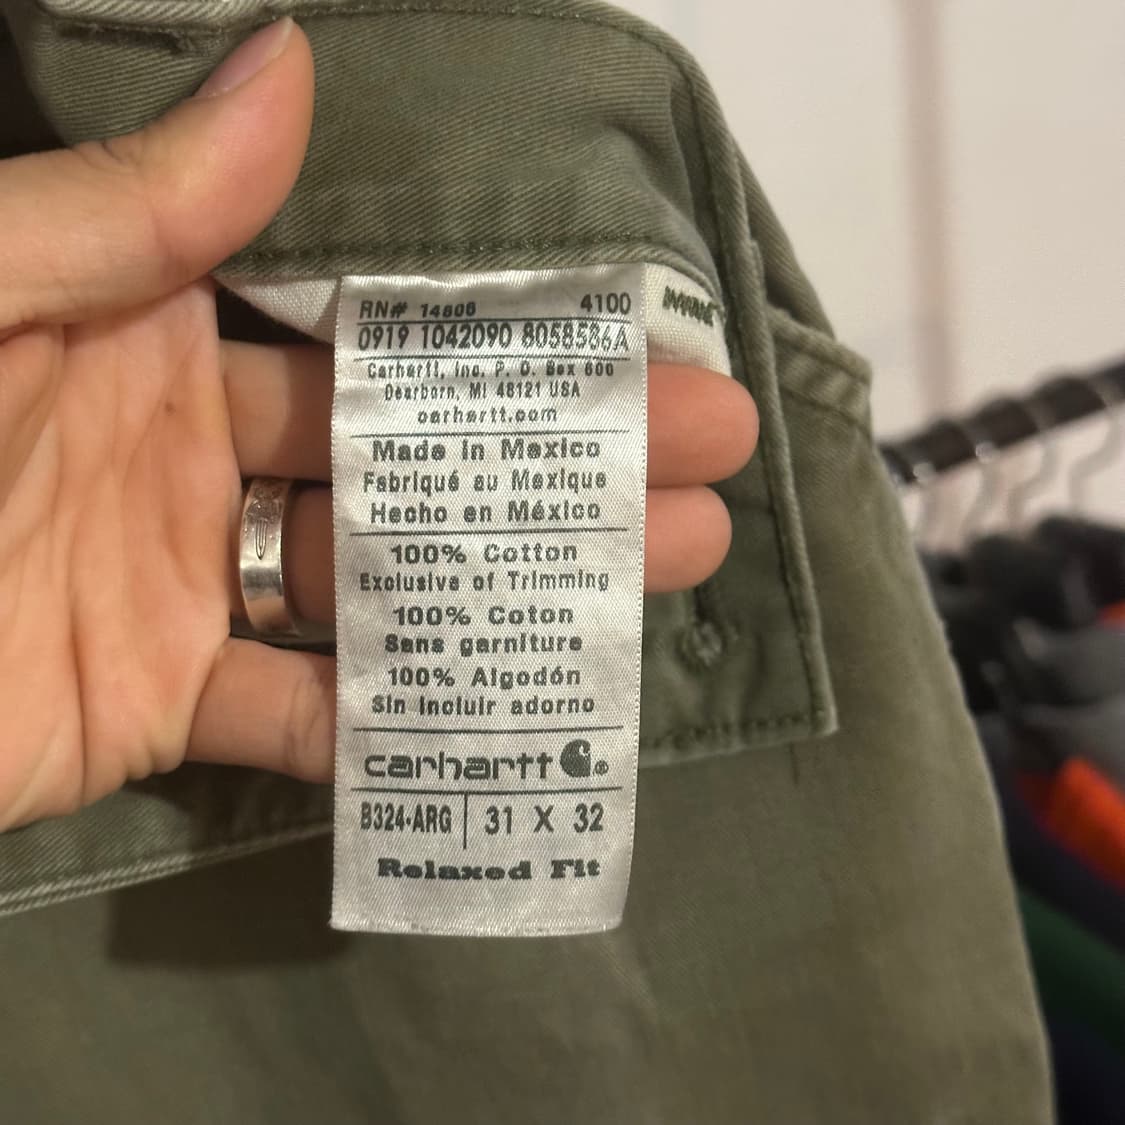 RN# 14806 4100
0919 1042090 8058586A
Carhartt, Inc. P. O. Box 600
Dearborn, MI 48121 USA
carhartt.com
Made in Mexico
Fabriqué au Mexique
Hecho en México
100% Cotton
Exclusive of Trimming
100% Coton
Sans garniture
100% Algodón
Sin incluir adorno
carhartt ®
B324-ARG 31 X 32
Relaxed Fit